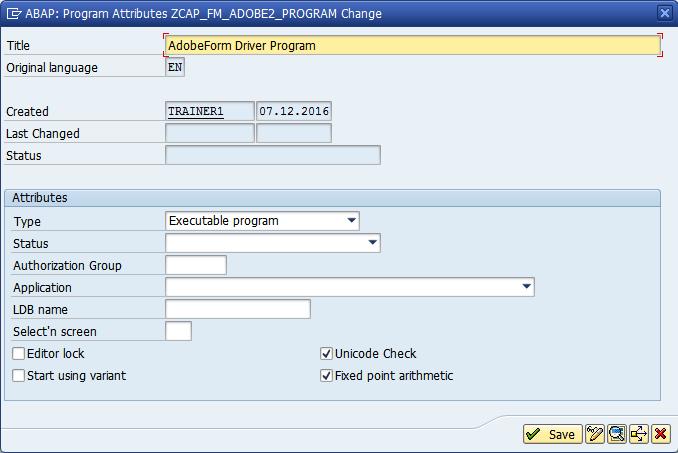 ABAP: Program Attributes ZCAP_FM_ADOBE2_PROGRAM Change
Title AdobeForm Driver Program
Original language EN
Created TRAINER1 07.12.2016
Last Changed
Status
Attributes
Type Executable program
Status
Authorization Group
Application
LDB name
Select'n screen
Editor lock Unicode Check
Start using variant Fixed point arithmetic
Save